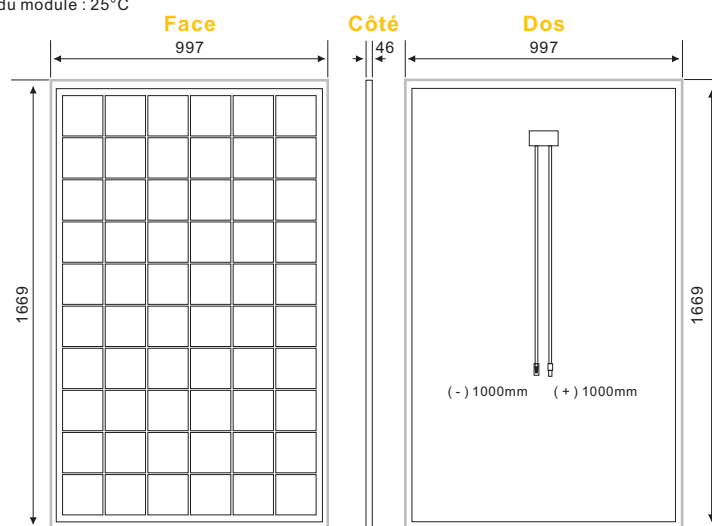 du module : 25°C
Face
Côté
Dos
997
46
997
1669
1669
( - ) 1000mm
( + ) 1000mm